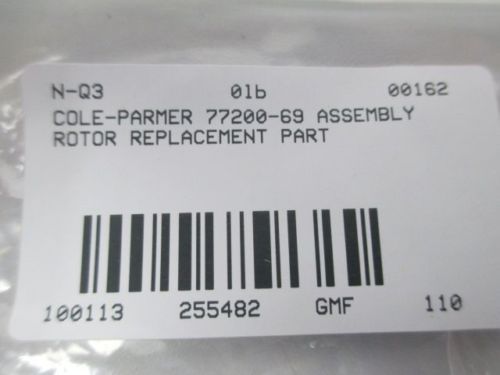 N-Q3 01b 00162
COLE-PARMER 77200-69 ASSEMBLY
ROTOR REPLACEMENT PART
100113 255482 GMF 110